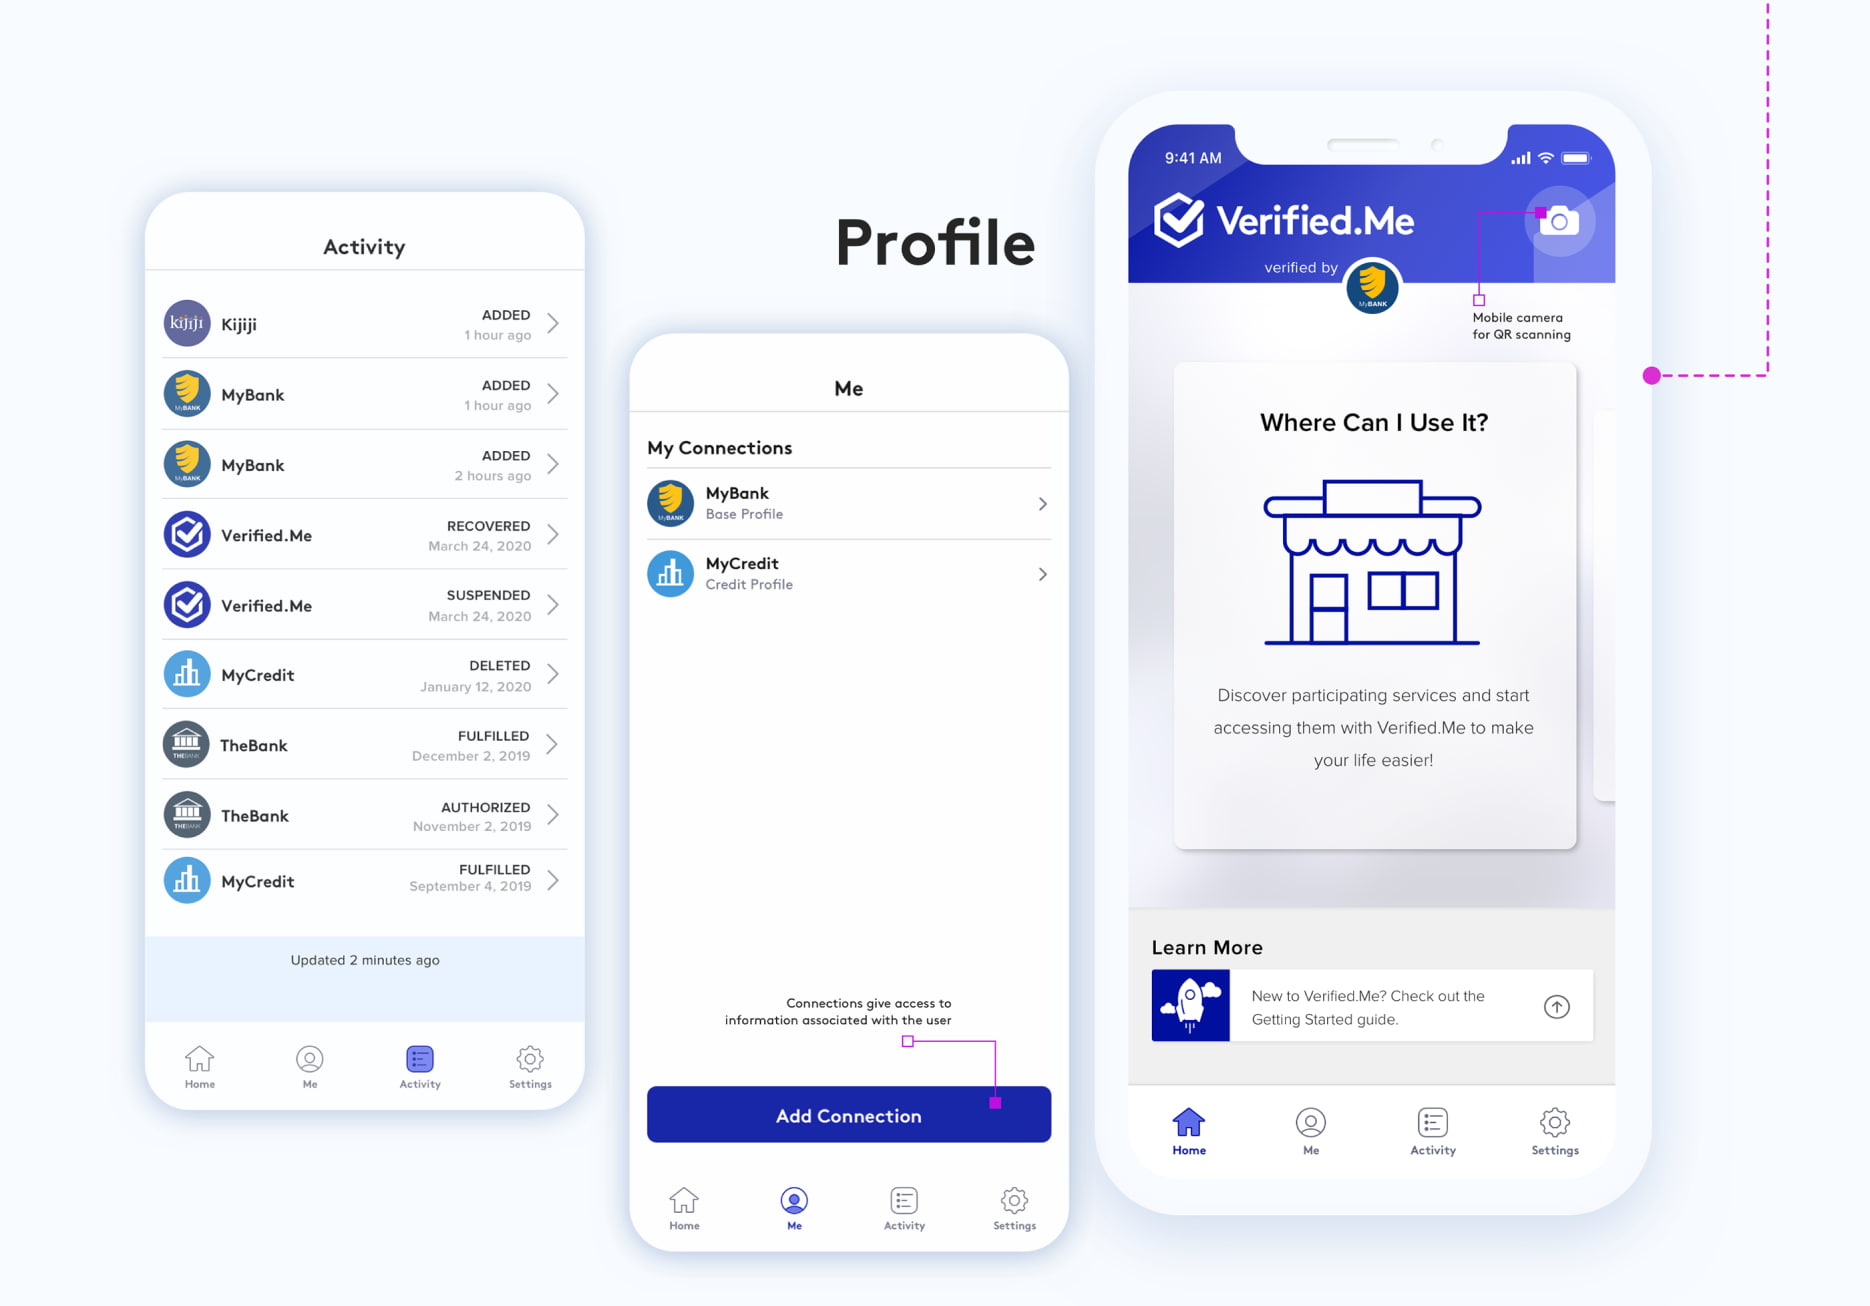 Activity
kijiji
Kijiji
ADDED
1 hour ago
MyBANK
MyBank
ADDED
1 hour ago
MyBANK
MyBank
ADDED
2 hours ago
Verified.Me
RECOVERED
March 24, 2020
Verified.Me
SUSPENDED
March 24, 2020
MyCredit
DELETED
January 12, 2020
THEBANK
TheBank
FULFILLED
December 2, 2019
THEBANK
TheBank
AUTHORIZED
November 2, 2019
MyCredit
FULFILLED
September 4, 2019
Updated 2 minutes ago
Home
Me
Activity
Settings
Profile
Me
My Connections
MyBANK
MyBank
Base Profile
MyCredit
Credit Profile
Connections give access to
information associated with the user
Add Connection
Home
Me
Activity
Settings
9:41 AM
Verified.Me
verified by
MyBANK
Mobile camera
for QR scanning
Where Can I Use It?
Discover participating services and start
accessing them with Verified.Me to make
your life easier!
Learn More
New to Verified.Me? Check out the
Getting Started guide.
Home
Me
Activity
Settings